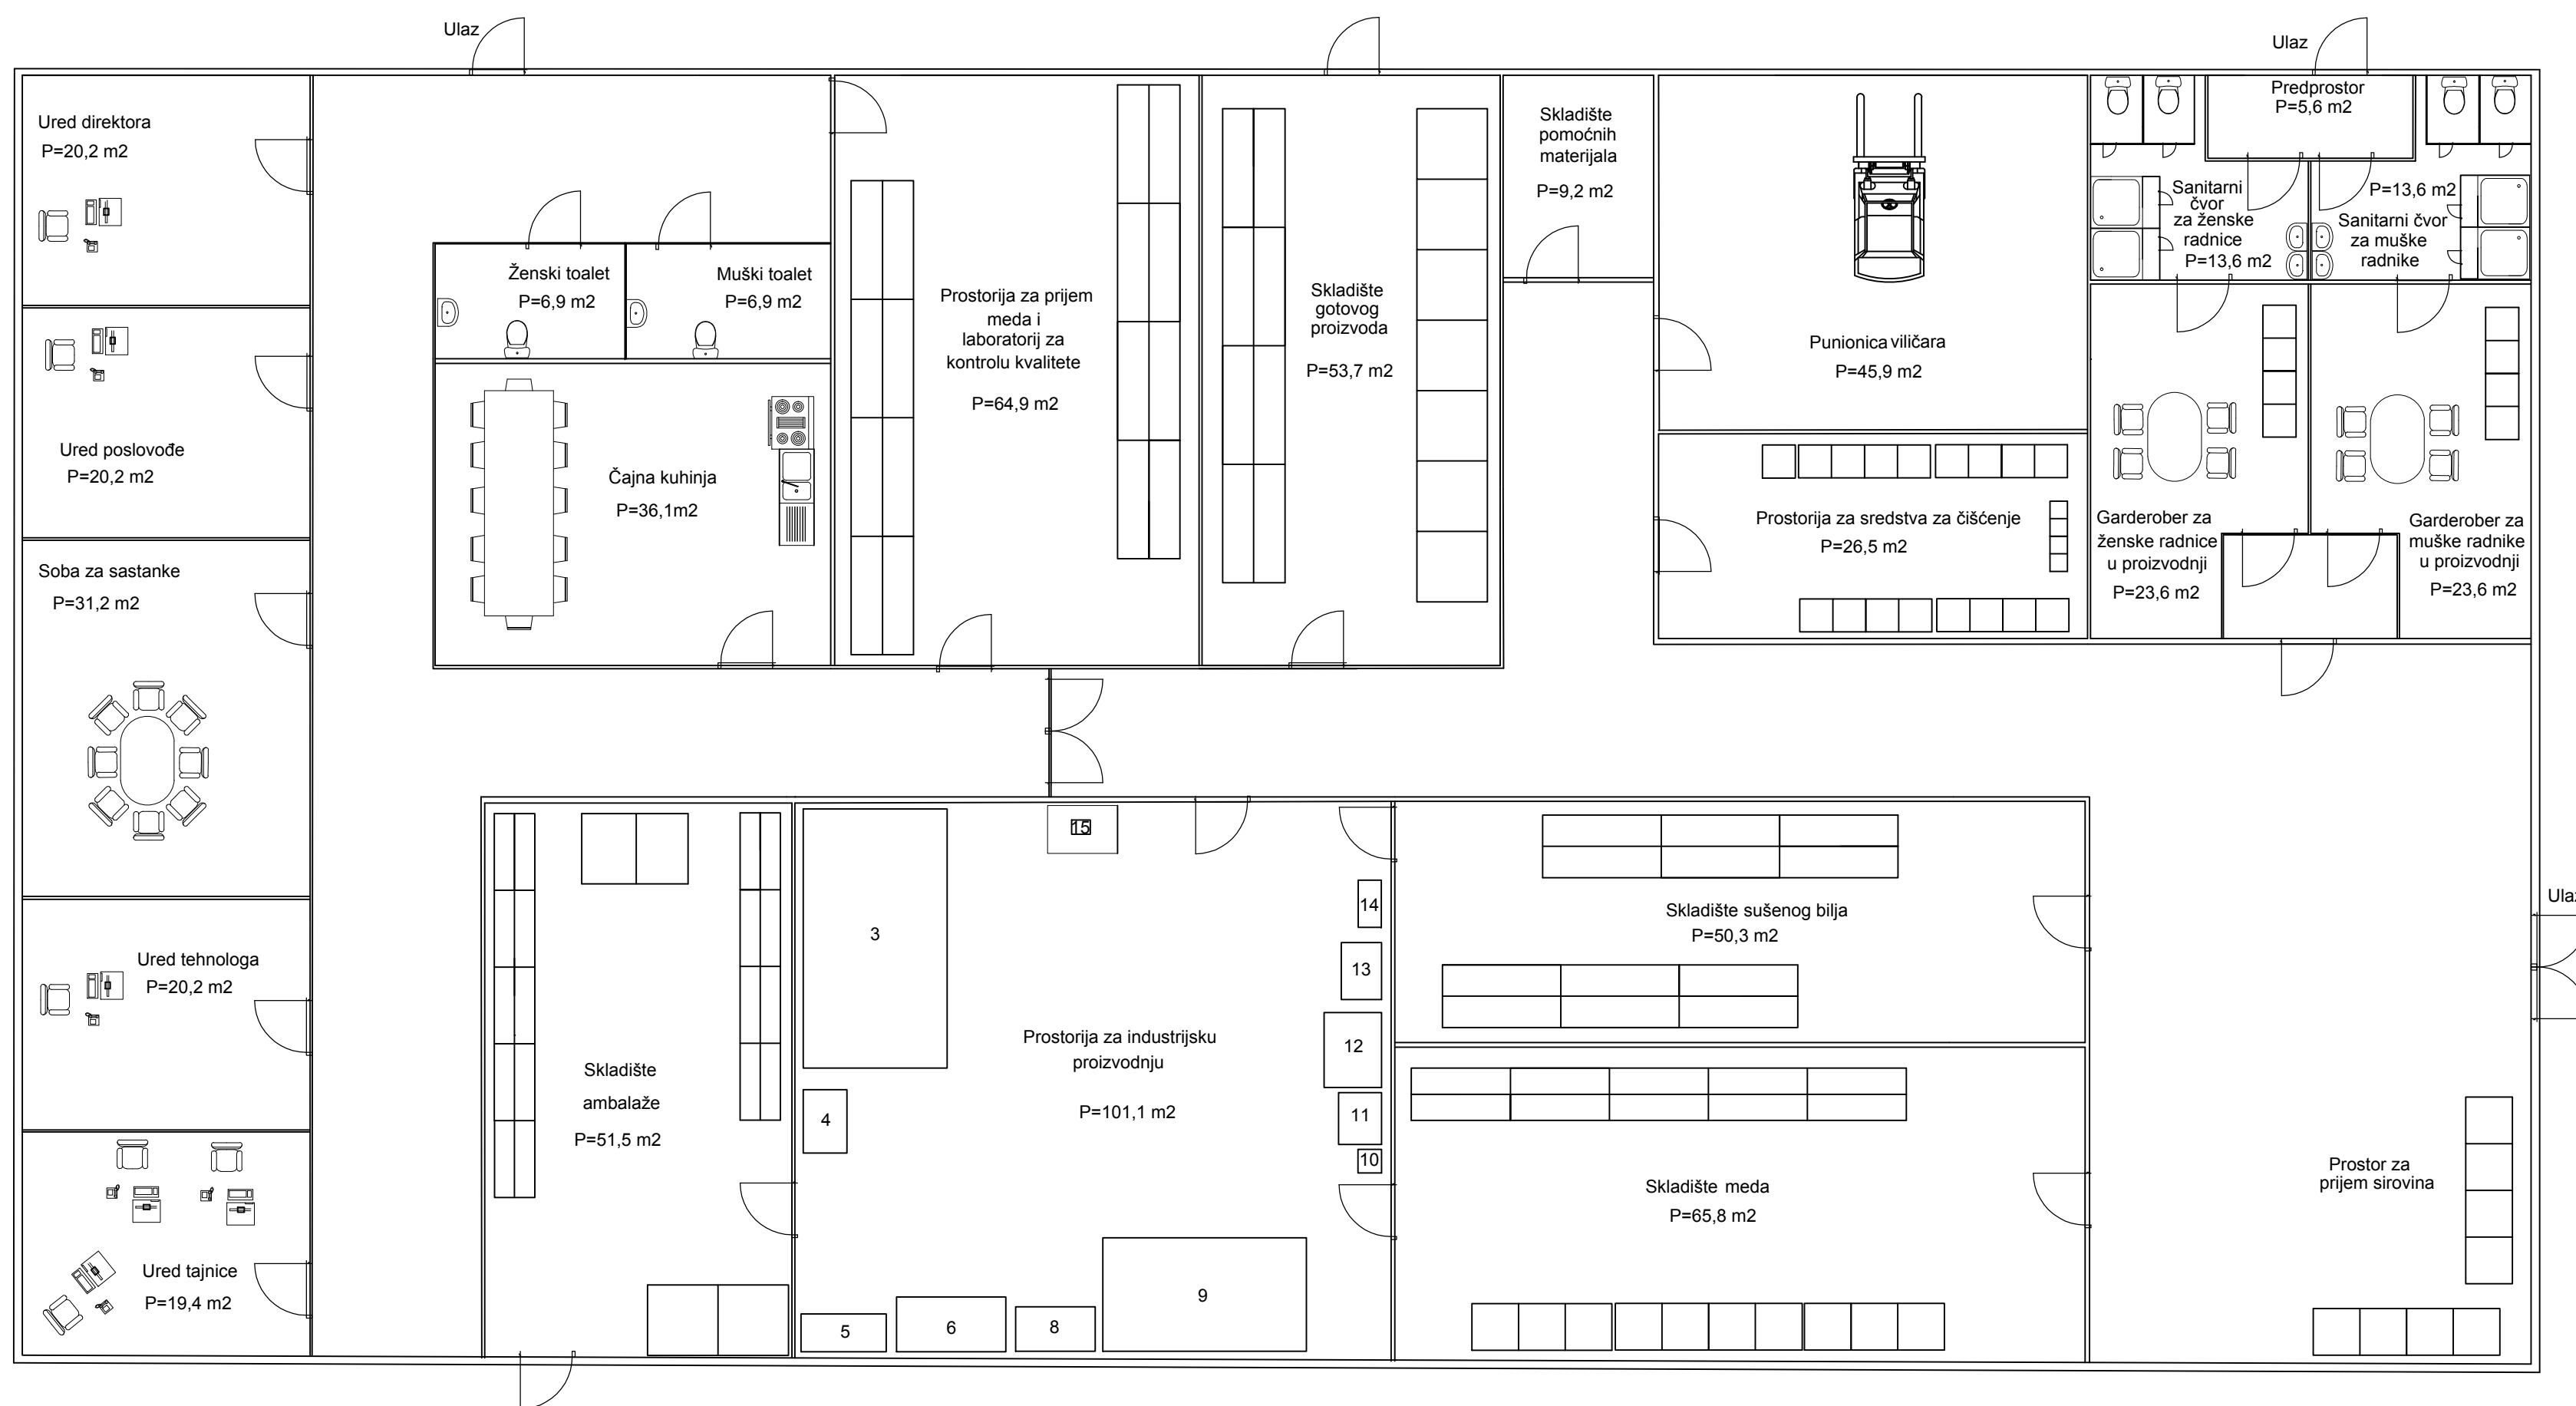 Ulaz
Ulaz
Ured direktora
P=20,2 m2
Ured poslovođe
P=20,2 m2
Soba za sastanke
P=31,2 m2
Ured tehnologa
P=20,2 m2
Ured tajnice
P=19,4 m2
Ženski toalet
P=6,9 m2
Muški toalet
P=6,9 m2
Čajna kuhinja
P=36,1m2
Prostorija za prijem
meda i
laboratorij za
kontrolu kvalitete
P=64,9 m2
Skladište
gotovog
proizvoda
P=53,7 m2
Skladište
pomoćnih
materijala
P=9,2 m2
Punionica viličara
P=45,9 m2
Prostorija za sredstva za čišćenje
P=26,5 m2
Predprostor
P=5,6 m2
Sanitarni
čvor
za ženske
radnice
P=13,6 m2
P=13,6 m2
Sanitarni čvor
za muške
radnike
Garderober za
ženske radnice
u proizvodnji
P=23,6 m2
Garderober za
muške radnike
u proizvodnji
P=23,6 m2
Skladište
ambalaže
P=51,5 m2
Prostorija za industrijsku
proizvodnju
P=101,1 m2
3
4
5
6
8
9
10
11
12
13
14
15
Skladište sušenog bilja
P=50,3 m2
Skladište meda
P=65,8 m2
Prostor za
prijem sirovina
Ulaz